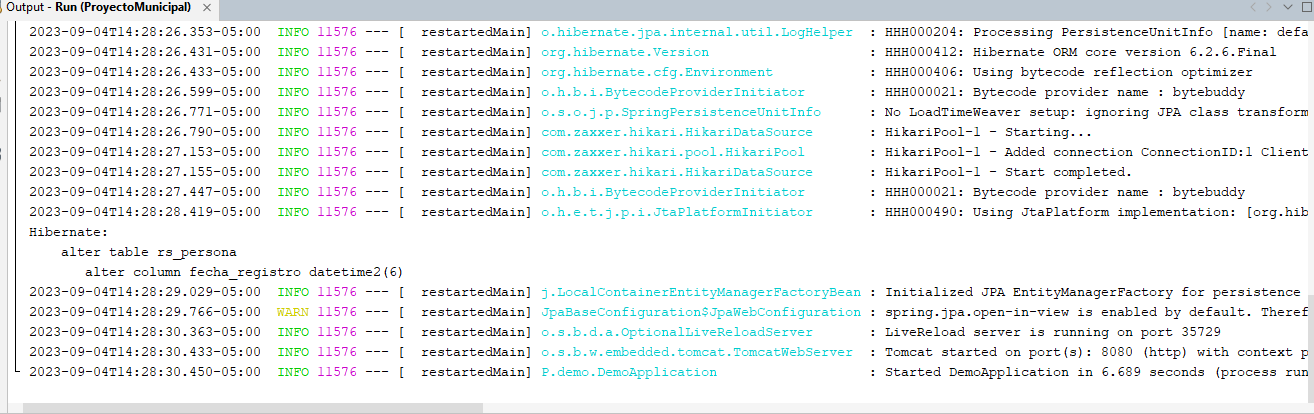 Output - Run (ProyectoMunicipal) ×
2023-09-04T14:28:26.353-05:00  INFO 11576 --- [  restartedMain] o.hibernate.jpa.internal.util.LogHelper  : HHH000204: Processing PersistenceUnitInfo [name: defa
2023-09-04T14:28:26.431-05:00  INFO 11576 --- [  restartedMain] org.hibernate.Version                    : HHH000412: Hibernate ORM core version 6.2.6.Final
2023-09-04T14:28:26.433-05:00  INFO 11576 --- [  restartedMain] org.hibernate.cfg.Environment            : HHH000406: Using bytecode reflection optimizer
2023-09-04T14:28:26.599-05:00  INFO 11576 --- [  restartedMain] o.h.b.i.BytecodeProviderInitiator        : HHH000021: Bytecode provider name : bytebuddy
2023-09-04T14:28:26.771-05:00  INFO 11576 --- [  restartedMain] o.s.o.j.p.SpringPersistenceUnitInfo      : No LoadTimeWeaver setup: ignoring JPA class transform
2023-09-04T14:28:26.790-05:00  INFO 11576 --- [  restartedMain] com.zaxxer.hikari.HikariDataSource       : HikariPool-1 - Starting...
2023-09-04T14:28:27.153-05:00  INFO 11576 --- [  restartedMain] com.zaxxer.hikari.pool.HikariPool        : HikariPool-1 - Added connection ConnectionID:1 Client
2023-09-04T14:28:27.155-05:00  INFO 11576 --- [  restartedMain] com.zaxxer.hikari.HikariDataSource       : HikariPool-1 - Start completed.
2023-09-04T14:28:27.447-05:00  INFO 11576 --- [  restartedMain] o.h.b.i.BytecodeProviderInitiator        : HHH000021: Bytecode provider name : bytebuddy
2023-09-04T14:28:28.419-05:00  INFO 11576 --- [  restartedMain] o.h.e.t.j.p.i.JtaPlatformInitiator       : HHH000490: Using JtaPlatform implementation: [org.hib
Hibernate:
    alter table rs_persona
       alter column fecha_registro datetime2(6)
2023-09-04T14:28:29.029-05:00  INFO 11576 --- [  restartedMain] j.LocalContainerEntityManagerFactoryBean : Initialized JPA EntityManagerFactory for persistence
2023-09-04T14:28:29.766-05:00  WARN 11576 --- [  restartedMain] JpaBaseConfiguration$JpaWebConfiguration : spring.jpa.open-in-view is enabled by default. Theref
2023-09-04T14:28:30.363-05:00  INFO 11576 --- [  restartedMain] o.s.b.d.a.OptionalLiveReloadServer       : LiveReload server is running on port 35729
2023-09-04T14:28:30.433-05:00  INFO 11576 --- [  restartedMain] o.s.b.w.embedded.tomcat.TomcatWebServer  : Tomcat started on port(s): 8080 (http) with context p
2023-09-04T14:28:30.450-05:00  INFO 11576 --- [  restartedMain] P.demo.DemoApplication                   : Started DemoApplication in 6.689 seconds (process run